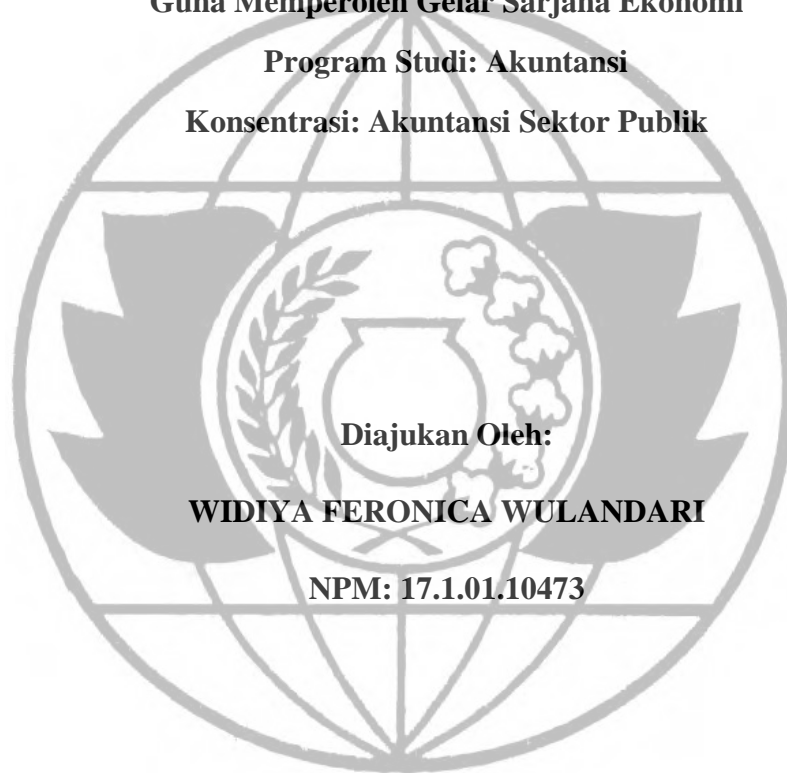 Guna Memperoleh Gelar Sarjana Ekonomi
Program Studi: Akuntansi
Konsentrasi: Akuntansi Sektor Publik
Diajukan Oleh:
WIDIYA FERONICA WULANDARI
NPM: 17.1.01.10473